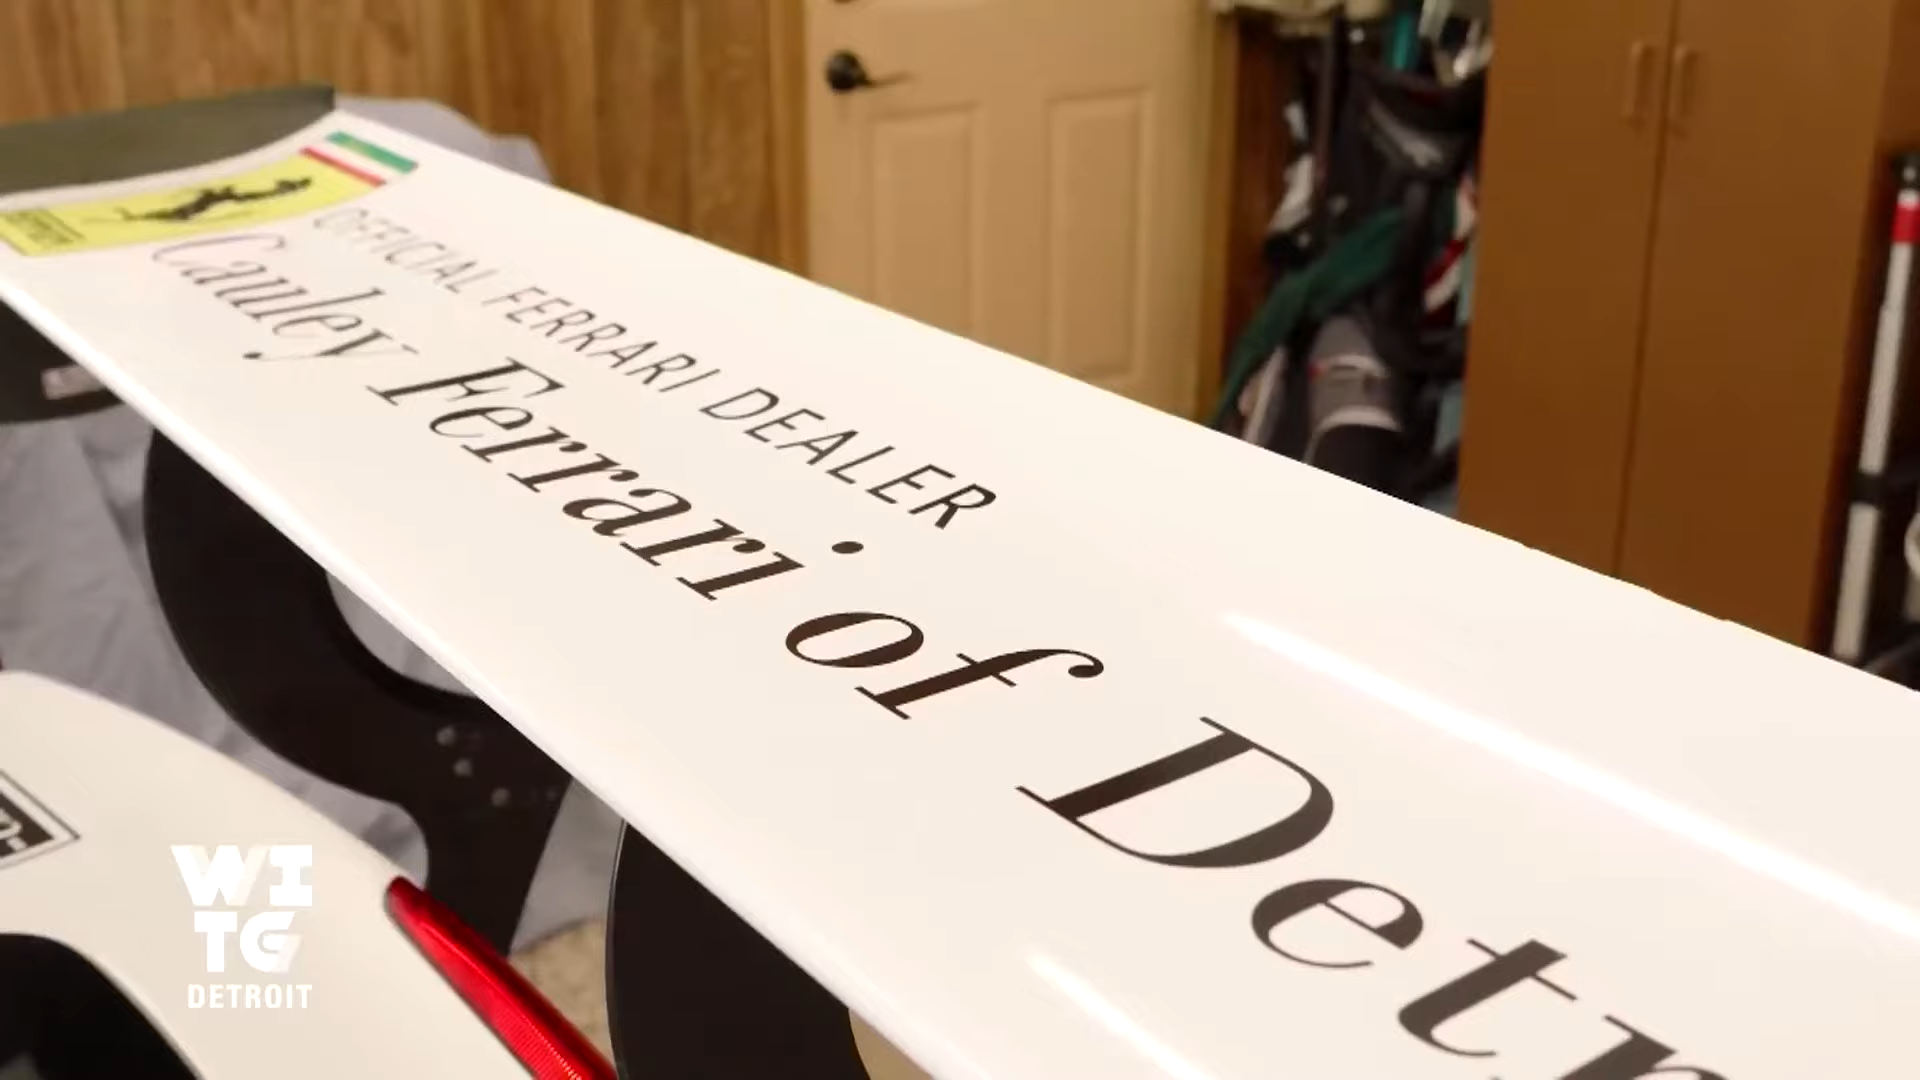 OFFICIAL FERRARI DEALER
Cauley Ferrari of Detr
WI
TG
DETROIT